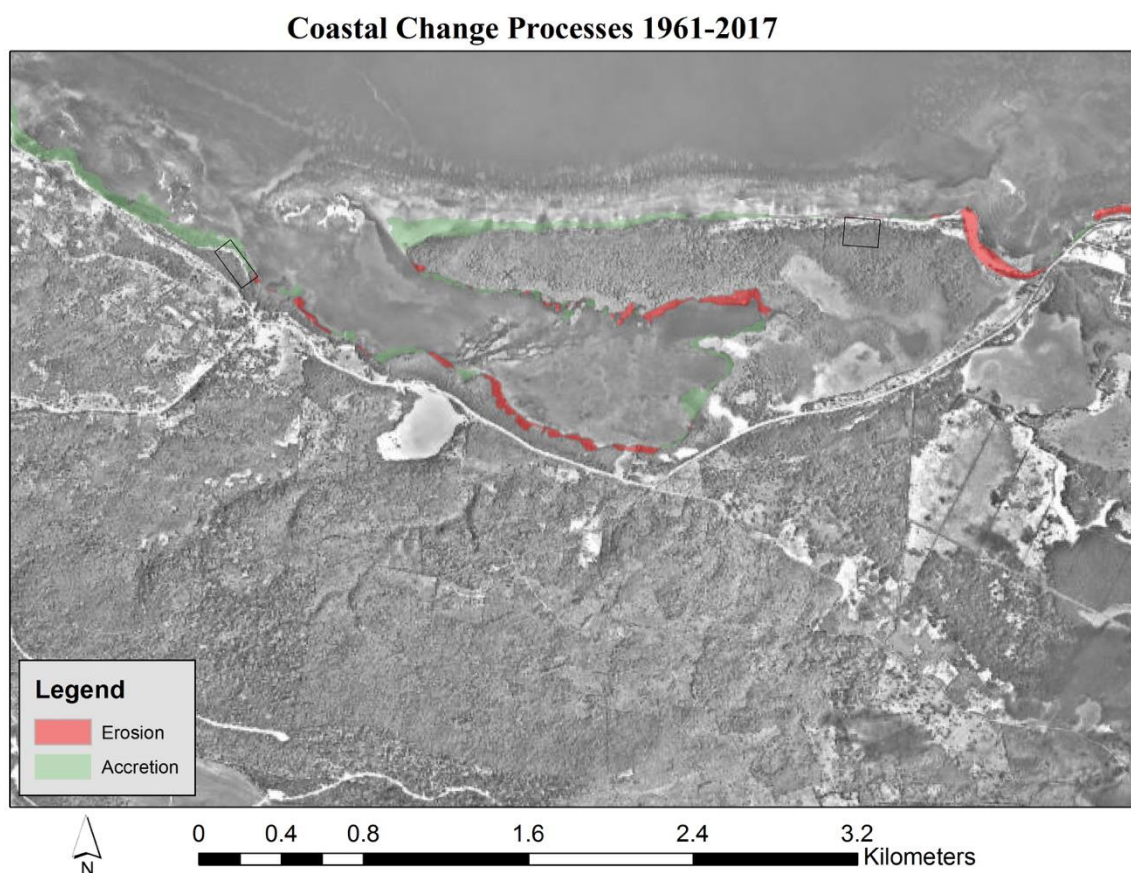 Coastal Change Processes 1961-2017
Legend
Erosion
Accretion
0 0.4 0.8 1.6 2.4 3.2
Kilometers
N